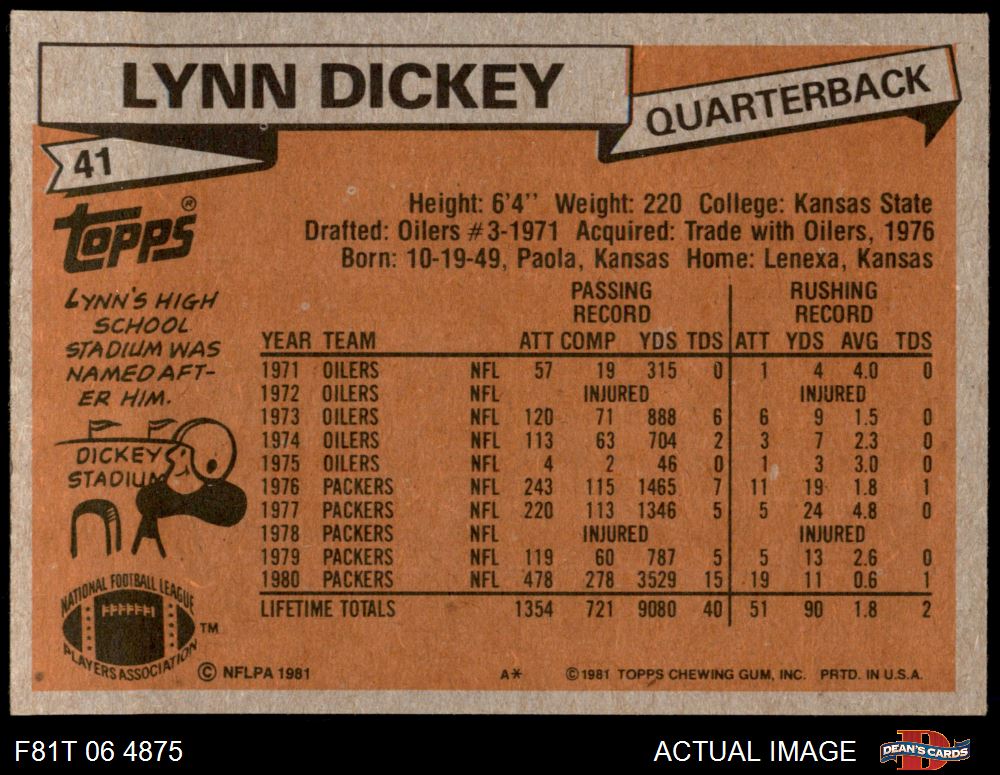 LYNN DICKEY
QUARTERBACK
41
topps®
Height: 6'4" Weight: 220 College: Kansas State
Drafted: Oilers #3-1971 Acquired: Trade with Oilers, 1976
Born: 10-19-49, Paola, Kansas Home: Lenexa, Kansas
LYNN'S HIGH
SCHOOL
STADIUM WAS
NAMED AFT-
ER HIM.
DICKEY
STADIUM
NATIONAL FOOTBALL LEAGUE
PLAYERS ASSOCIATION
TM
PASSING RUSHING
RECORD RECORD
YEAR TEAM ATT COMP YDS TDS ATT YDS AVG TDS
1971 OILERS NFL 57 19 315 0 1 4 4.0 0
1972 OILERS NFL INJURED INJURED
1973 OILERS NFL 120 71 888 6 6 9 1.5 0
1974 OILERS NFL 113 63 704 2 3 7 2.3 0
1975 OILERS NFL 4 2 46 0 1 3 3.0 0
1976 PACKERS NFL 243 115 1465 7 11 19 1.8 1
1977 PACKERS NFL 220 113 1346 5 5 24 4.8 0
1978 PACKERS NFL INJURED INJURED
1979 PACKERS NFL 119 60 787 5 5 13 2.6 0
1980 PACKERS NFL 478 278 3529 15 19 11 0.6 1
LIFETIME TOTALS 1354 721 9080 40 51 90 1.8 2
© NFLPA 1981 A* © 1981 TOPPS CHEWING GUM, INC. PRTD. IN U.S.A.
F81T 06 4875 ACTUAL IMAGE
D
DEAN'S CARDS